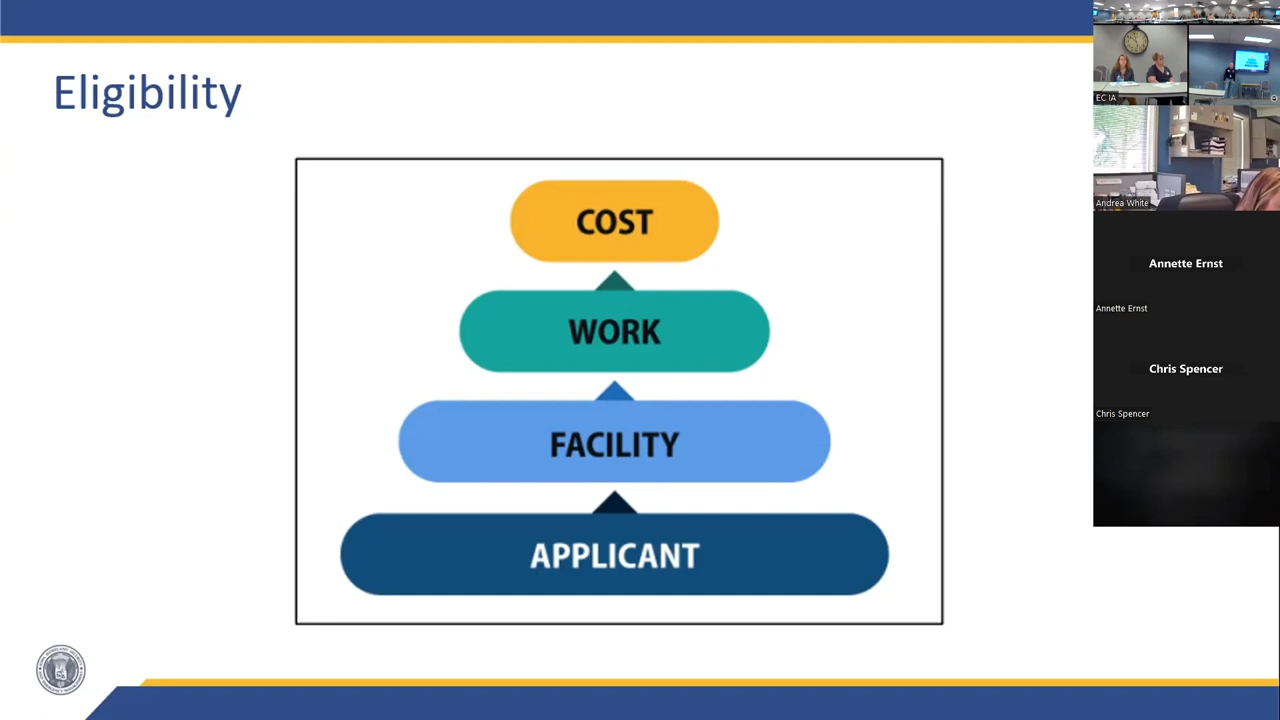 Eligibility
COST
WORK
FACILITY
APPLICANT
EC IA
Andrea White
Annette Ernst
Annette Ernst
Chris Spencer
Chris Spencer